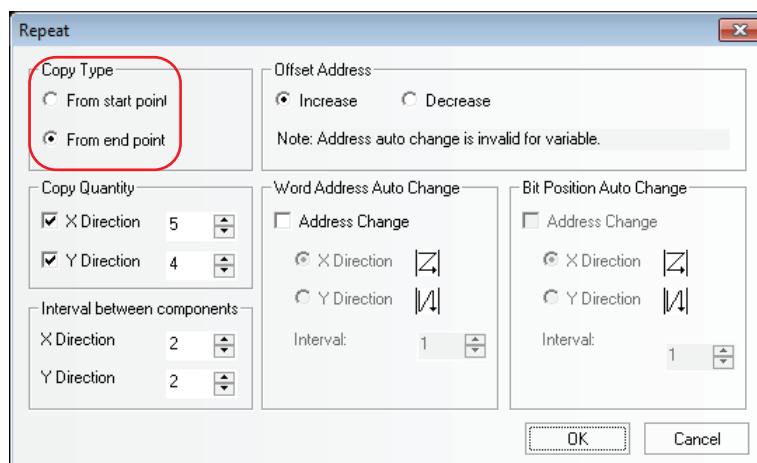 Repeat
Copy Type
From start point
From end point
Offset Address
Increase Decrease
Note: Address auto change is invalid for variable.
Copy Quantity
X Direction 5
Y Direction 4
Interval between components
X Direction 2
Y Direction 2
Word Address Auto Change
Address Change
X Direction
Y Direction
Interval: 1
Bit Position Auto Change
Address Change
X Direction
Y Direction
Interval: 1
OK Cancel